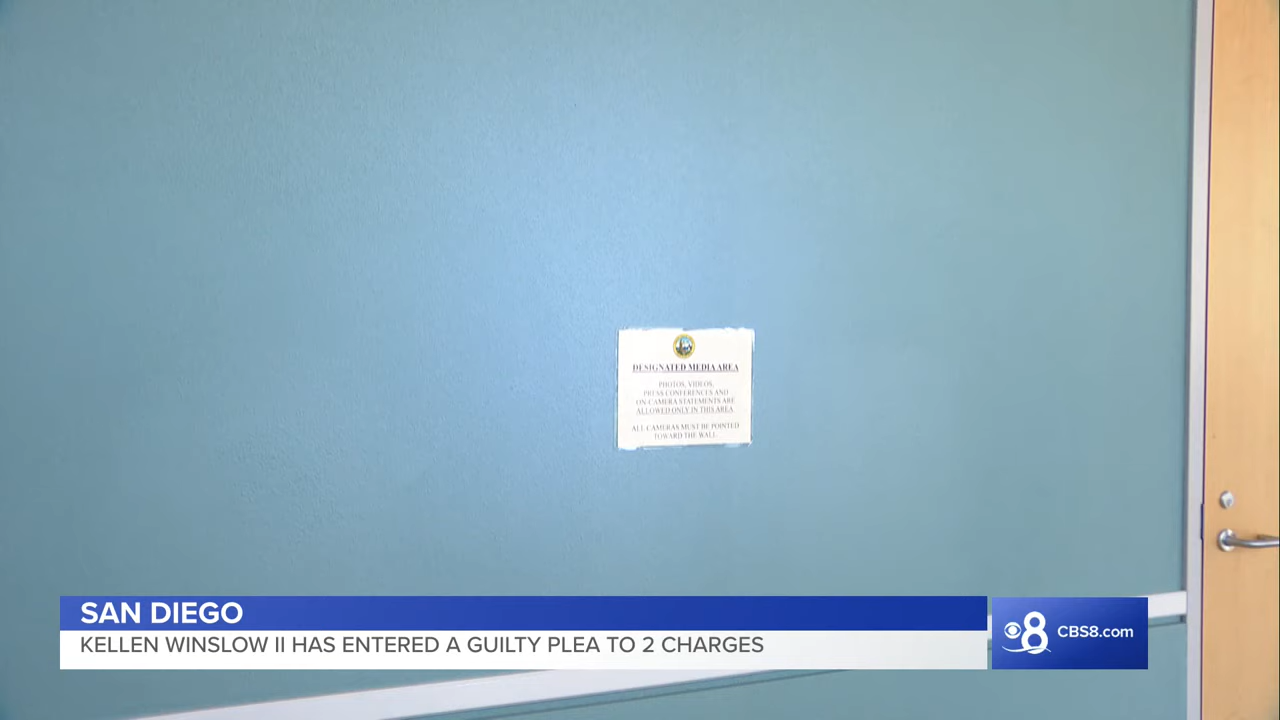 DESIGNATED MEDIA AREA
PHOTOS, VIDEOS,
PRESS CONFERENCES AND
ON-CAMERA STATEMENTS ARE
ALLOWED ONLY IN THIS AREA
ALL CAMERAS MUST BE POINTED
TOWARD THE WALL
SAN DIEGO
KELLEN WINSLOW II HAS ENTERED A GUILTY PLEA TO 2 CHARGES
8 CBS8.com